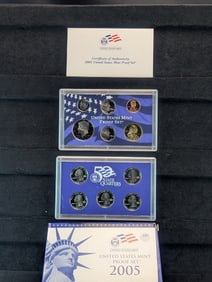 UNITED STATES MINT
Certificate of Authenticity
2005 United States Mint Proof Set
UNITED STATES MINT
PROOF SET
50
STATE
QUARTERS
UNITED STATES MINT
PROOF SET
2005